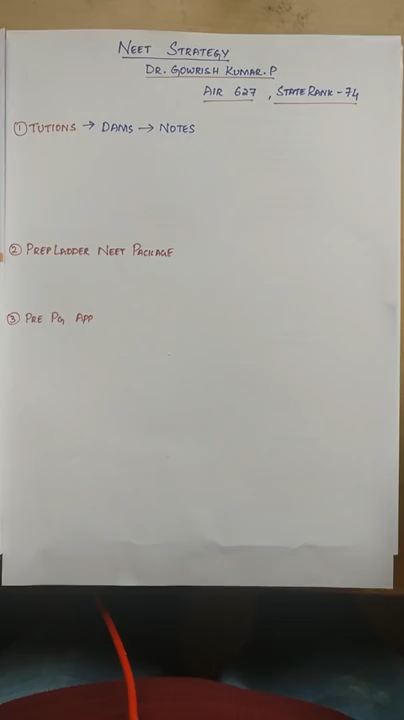 NEET STRATEGY
DR. GOWRISH KUMAR. P
AIR 627, STATE RANK - 74
① TUTIONS → DAMS → NOTES
② PREPLADDER NEET PACKAGE
③ PRE PG APP